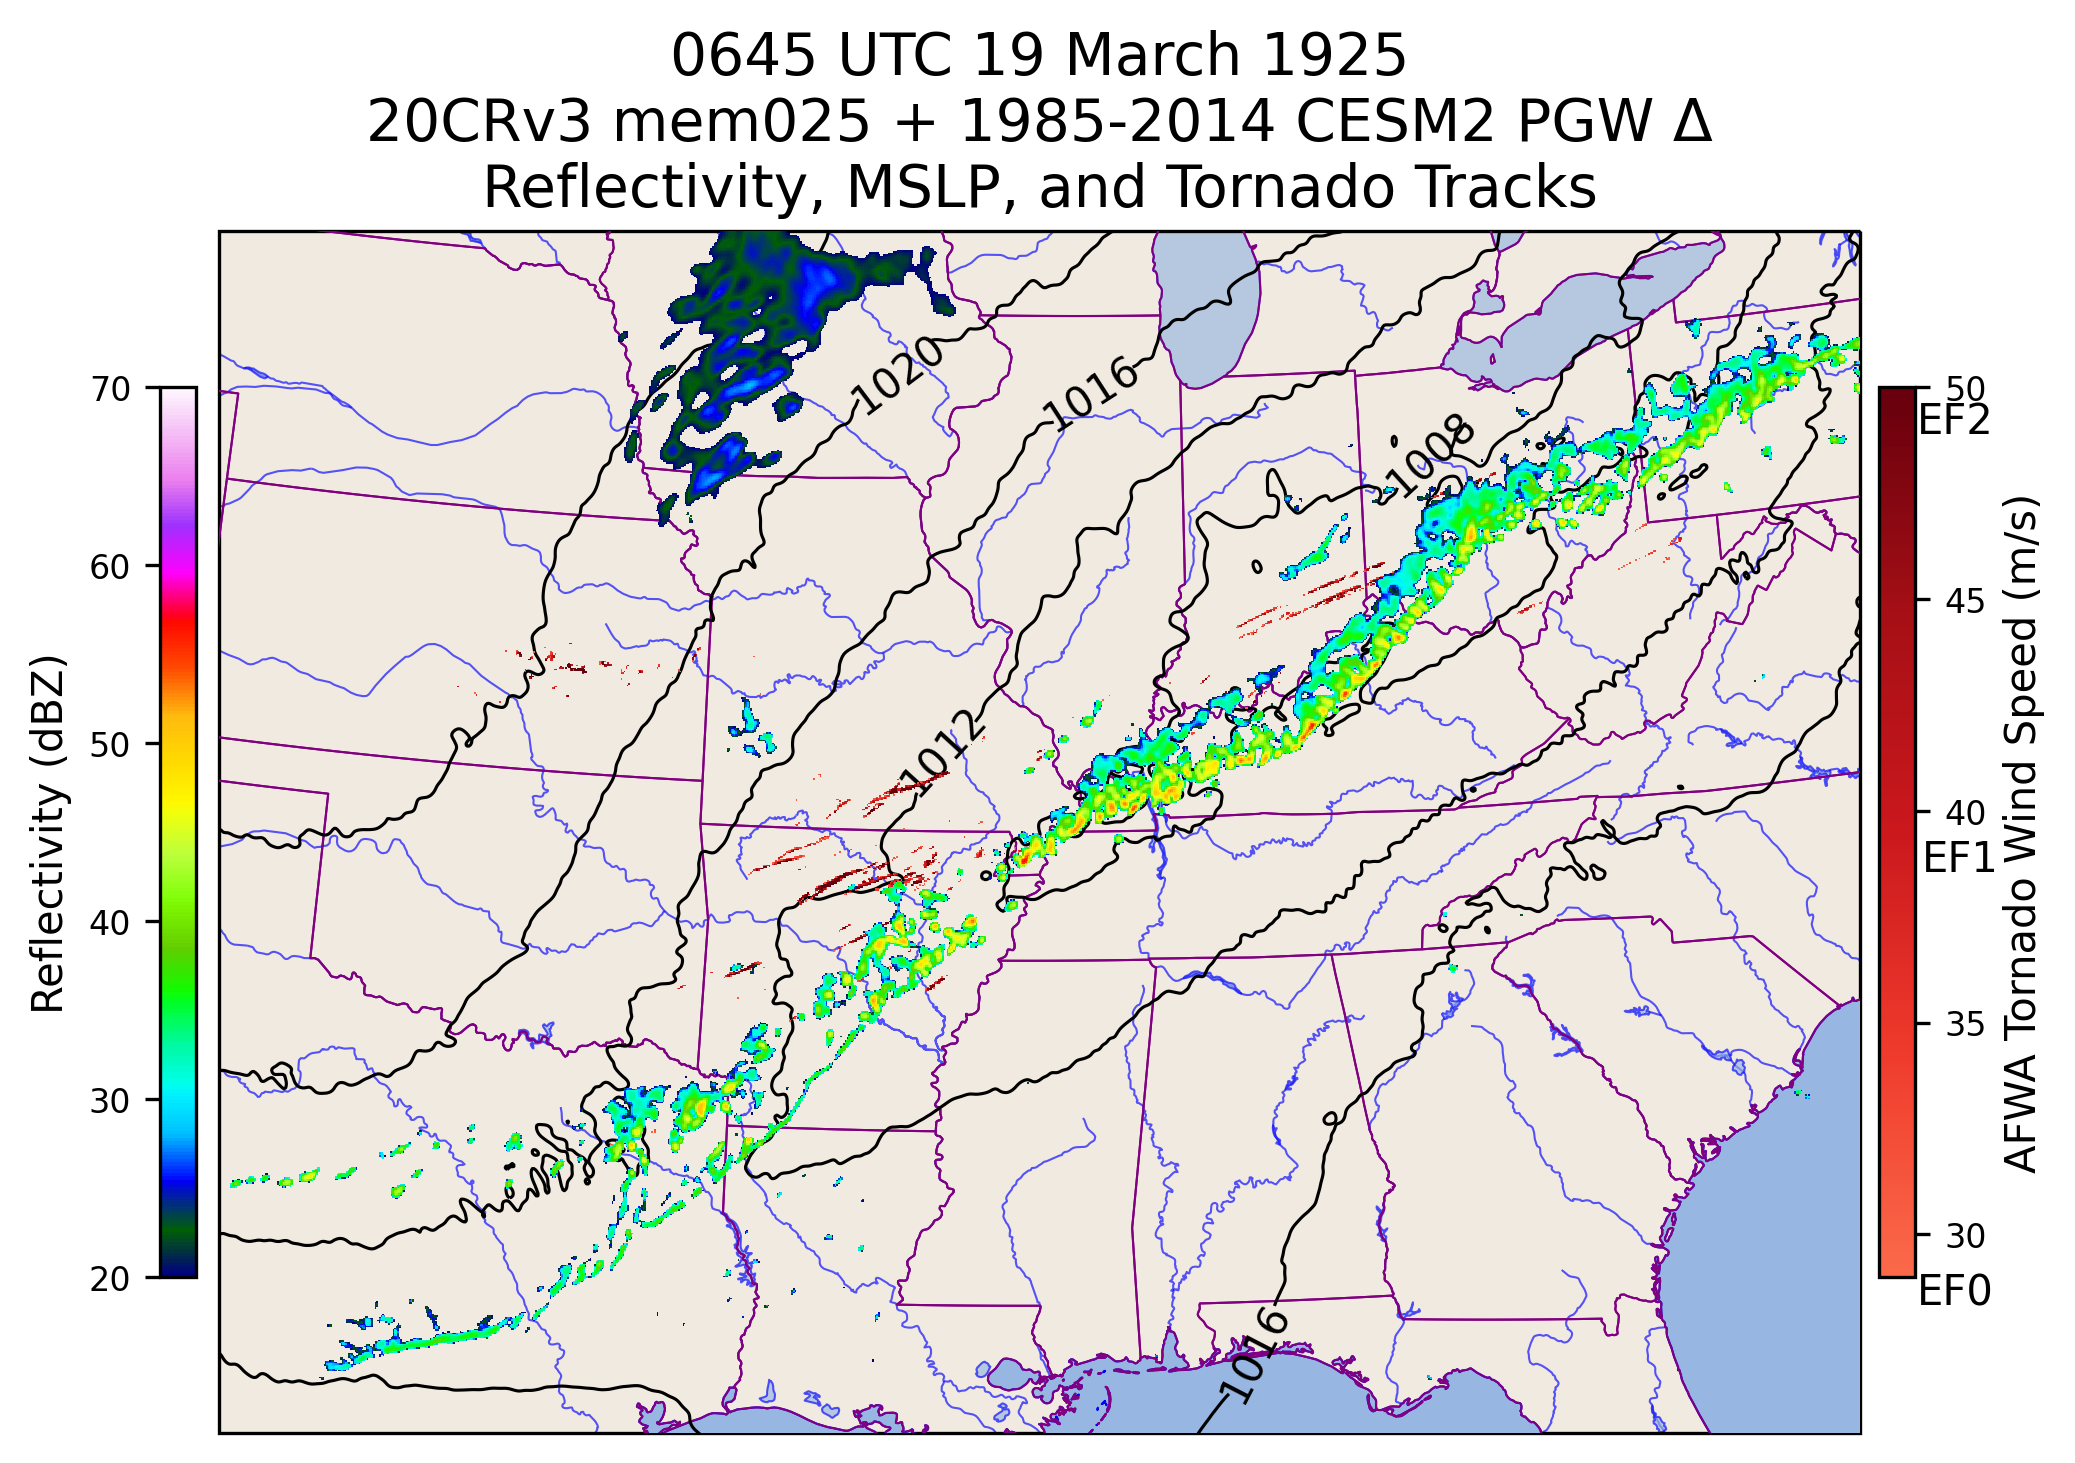 0645 UTC 19 March 1925
20CRv3 mem025 + 1985-2014 CESM2 PGW Δ
Reflectivity, MSLP, and Tornado Tracks
70
60
50
40
30
20
Reflectivity (dBZ)
1020
1016
1008
1012
1016
50
EF2
45
40
EF1
35
30
EF0
AFWA Tornado Wind Speed (m/s)